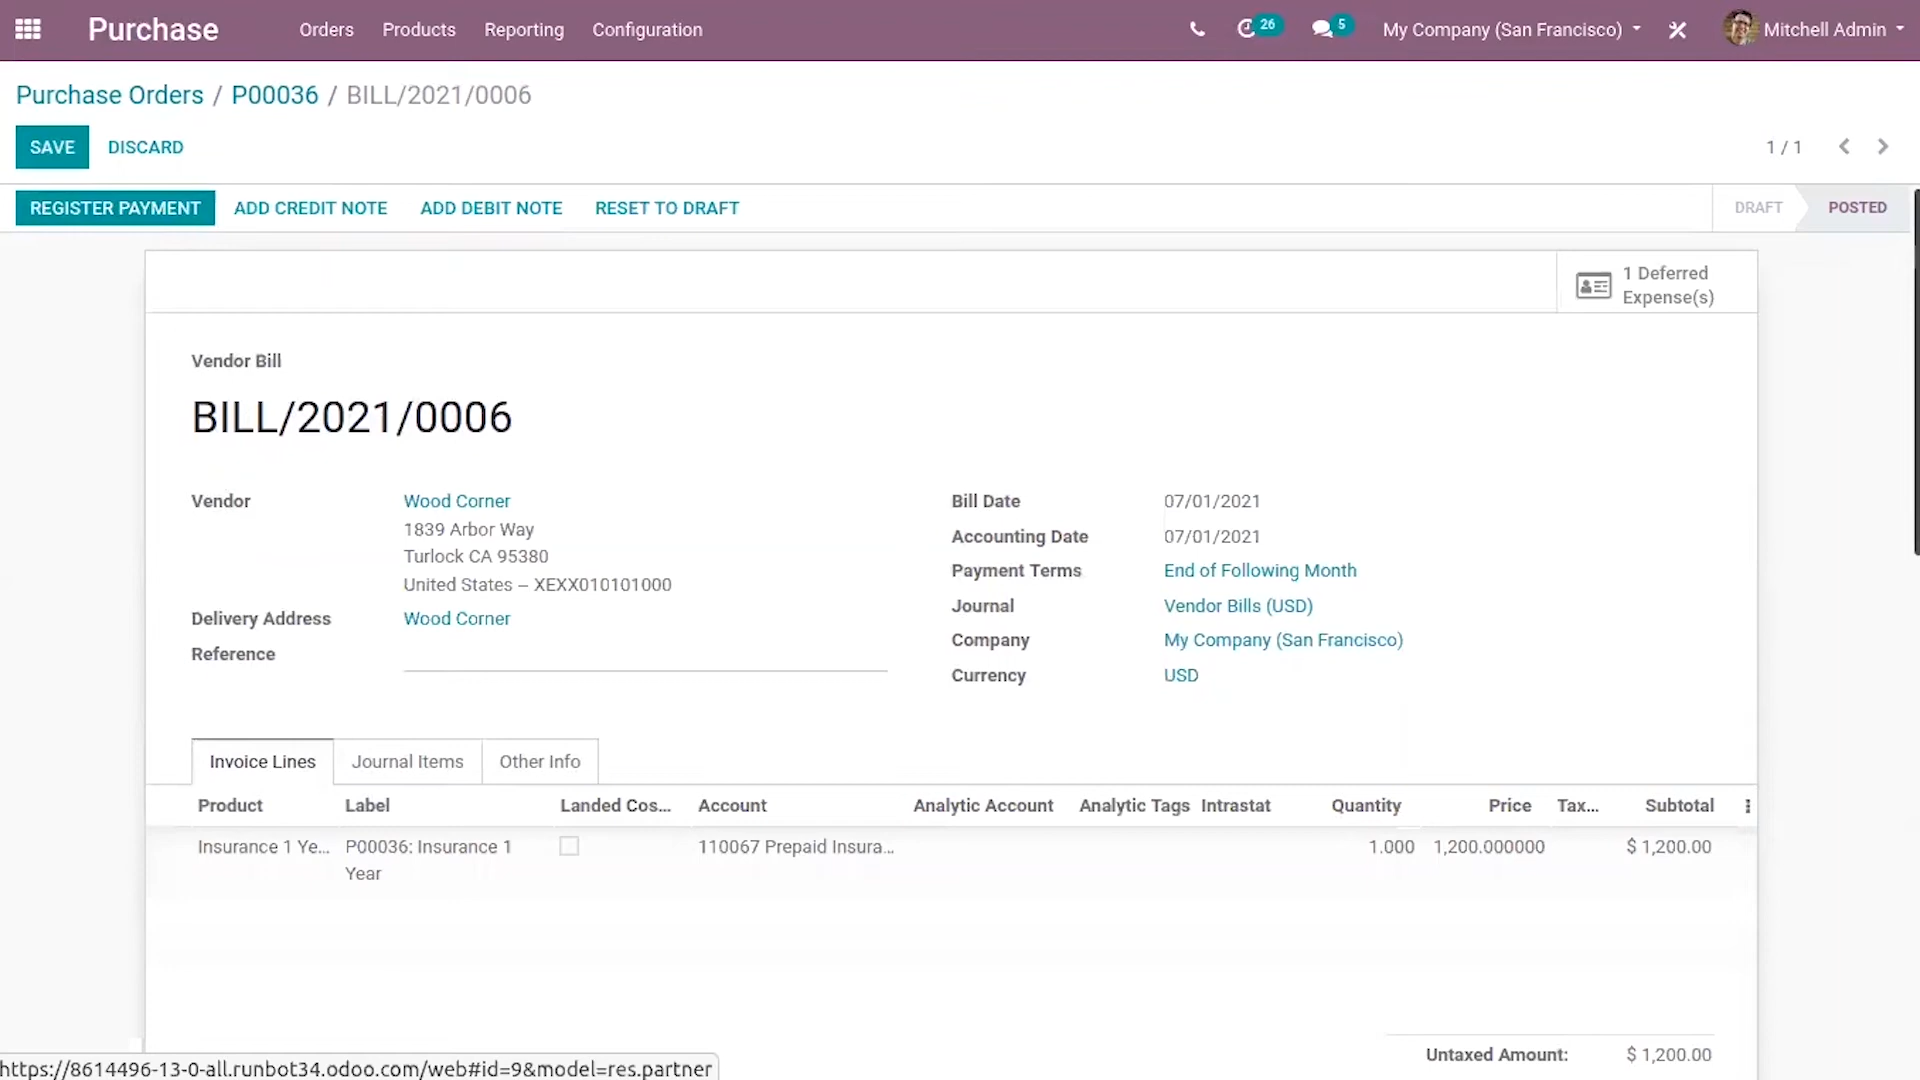 Purchase Orders Products Reporting Configuration 26 5 My Company (San Francisco) Mitchell Admin
Purchase Orders / P00036 / BILL/2021/0006
SAVE DISCARD 1 / 1
REGISTER PAYMENT ADD CREDIT NOTE ADD DEBIT NOTE RESET TO DRAFT DRAFT POSTED
1 Deferred
Expense(s)
Vendor Bill
BILL/2021/0006
Vendor Wood Corner Bill Date 07/01/2021
1839 Arbor Way Accounting Date 07/01/2021
Turlock CA 95380 Payment Terms End of Following Month
United States – XEXX010101000 Journal Vendor Bills (USD)
Delivery Address Wood Corner Company My Company (San Francisco)
Reference Currency USD
Invoice Lines Journal Items Other Info
Product Label Landed Cos... Account Analytic Account Analytic Tags Intrastat Quantity Price Tax... Subtotal
Insurance 1 Ye... P00036: Insurance 1 110067 Prepaid Insura... 1.000 1,200.000000 $ 1,200.00
Year
Untaxed Amount: $ 1,200.00
https://8614496-13-0-all.runbot34.odoo.com/web#id=9&model=res.partner